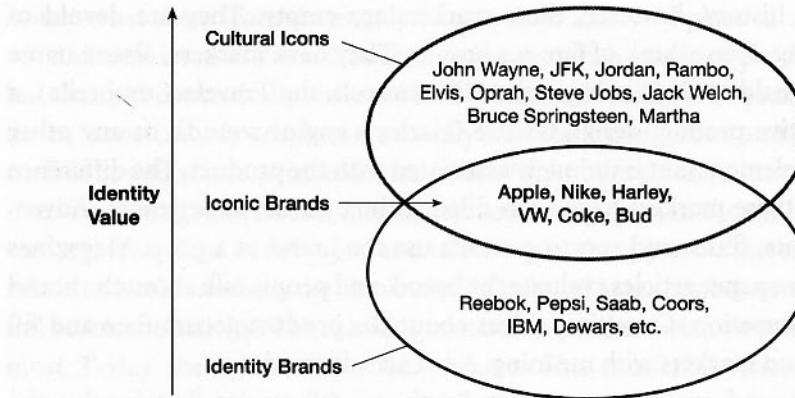 Cultural Icons
John Wayne, JFK, Jordan, Rambo,
Elvis, Oprah, Steve Jobs, Jack Welch,
Bruce Springsteen, Martha
Identity
Value
Iconic Brands
Apple, Nike, Harley,
VW, Coke, Bud
Reebok, Pepsi, Saab, Coors,
IBM, Dewars, etc.
Identity Brands